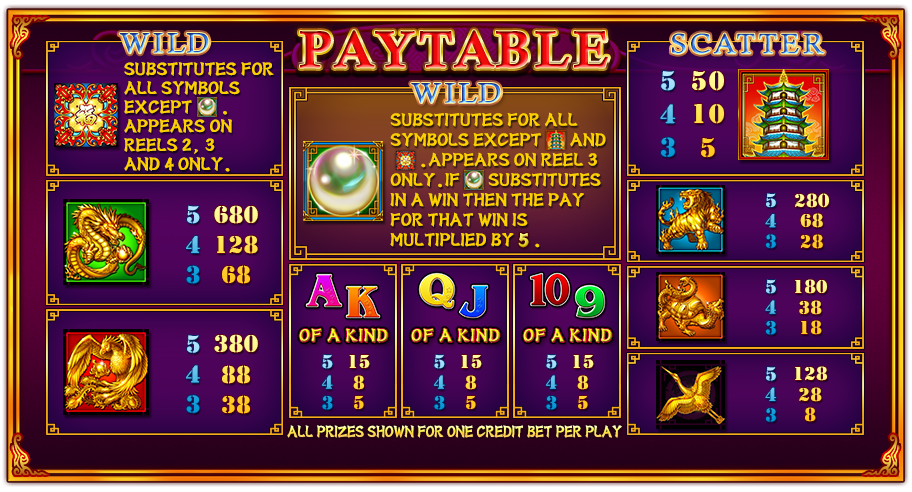 WILD
SUBSTITUTES FOR
ALL SYMBOLS
EXCEPT .
APPEARS ON
REELS 2, 3
AND 4 ONLY .
5 680
4 128
3 68
5 380
4 88
3 38
PAYTABLE
WILD
SUBSTITUTES FOR ALL
SYMBOLS EXCEPT AND
. APPEARS ON REEL 3
ONLY .IF SUBSTITUTES
IN A WIN THEN THE PAY
FOR THAT WIN IS
MULTIPLIED BY 5 .
A K
OF A KIND
5 15
4 8
3 5
Q J
OF A KIND
5 15
4 8
3 5
10 9
OF A KIND
5 15
4 8
3 5
ALL PRIZES SHOWN FOR ONE CREDIT BET PER PLAY
SCATTER
5 50
4 10
3 5
5 280
4 68
3 28
5 180
4 38
3 18
5 128
4 28
3 8